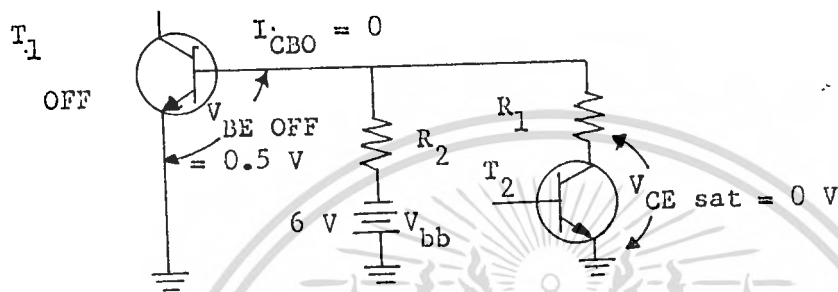 T1
OFF
ICBO = 0
VBE OFF
= 0.5 V
R2
6 V
Vbb
R1
T2
VCE sat = 0 V